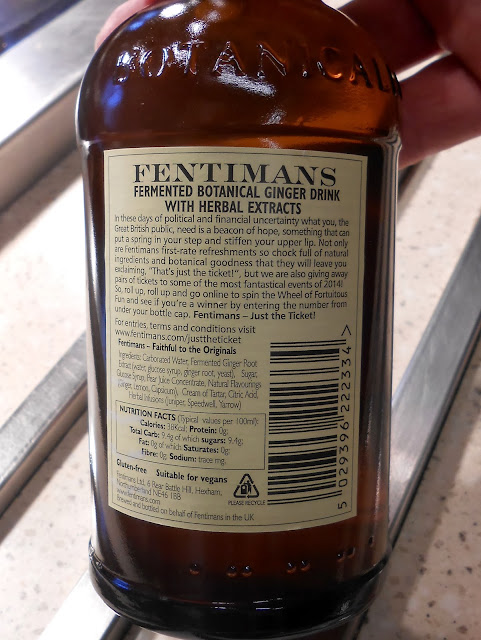 BOTANICALLY
FENTIMANS
FERMENTED BOTANICAL GINGER DRINK
WITH HERBAL EXTRACTS
In these days of political and financial uncertainty what you, the
Great British public, need is a beacon of hope, something that can
put a spring in your step and stiffen your upper lip. Not only
are Fentimans first-rate refreshments so chock full of natural
ingredients and botanical goodness that they will leave you
exclaiming, "That's just the ticket!", but we are also giving away
pairs of tickets to some of the most fantastical events of 2014!
So, roll up, roll up and go online to spin the Wheel of Fortuitous
Fun and see if you're a winner by entering the number from
under your bottle cap. Fentimans – Just the Ticket!
For entries, terms and conditions visit
www.fentimans.com/justtheticket
Fentimans – Faithful to the Originals
Ingredients: Carbonated Water, Fermented Ginger Root
Extract (water, glucose syrup, ginger root, yeast), Sugar,
Glucose Syrup, Pear Juice Concentrate, Natural Flavourings
(Ginger, Lemon, Capsicum), Cream of Tartar, Citric Acid,
Herbal Infusions (Juniper, Speedwell, Yarrow)
NUTRITION FACTS (Typical values per 100ml):
Calories: 38Kcal; Protein: 0g;
Total Carb: 9.4g of which sugars: 9.4g;
Fat: 0g of which Saturates: 0g;
Fibre: 0g Sodium: trace mg.
Gluten-free Suitable for vegans
Fentimans Ltd, 6 Rear Battle Hill, Hexham,
Northumberland NE46 1BB
www.fentimans.com
Brewed and bottled on behalf of Fentimans in the UK
PLEASE RECYCLE
5 029396 222334 >